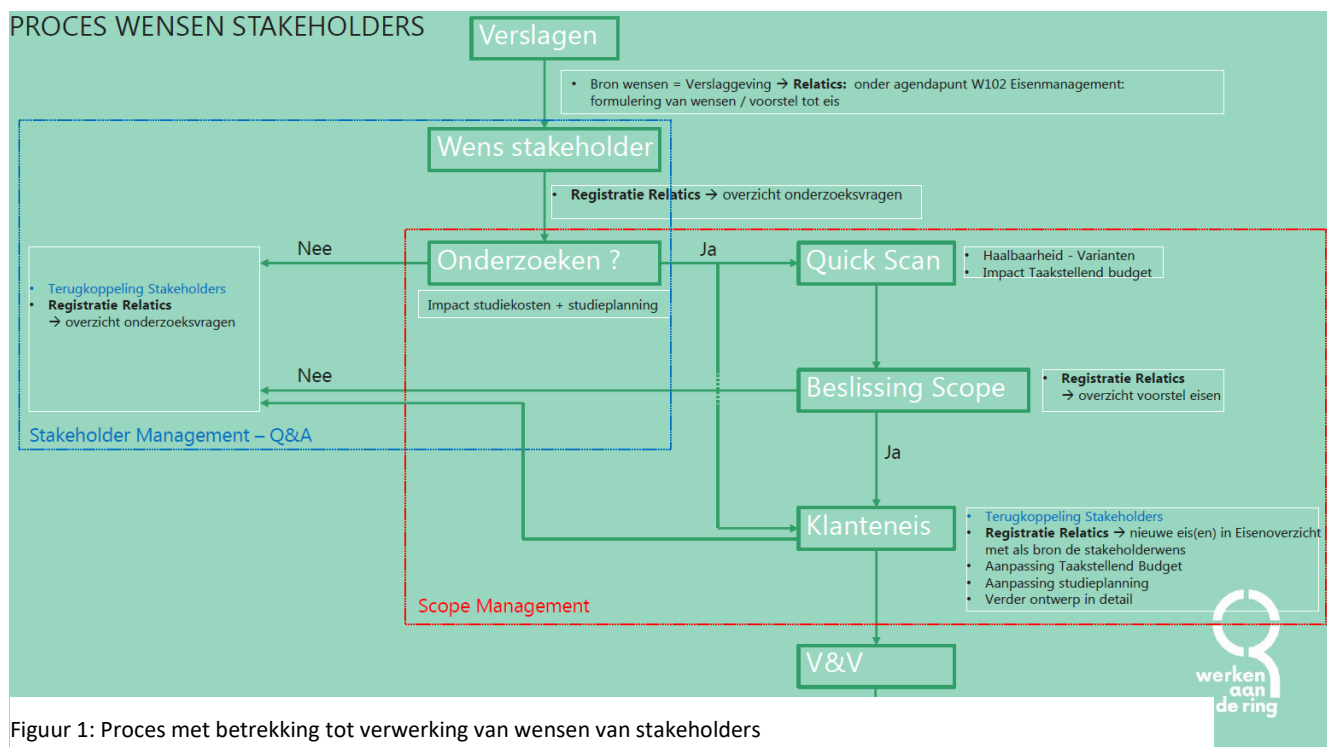 PROCES WENSEN STAKEHOLDERS
Verslagen
• Bron wensen = Verslaggeving → Relatics: onder agendapunt W102 Eisenmanagement:
formulering van wensen / voorstel tot eis
Wens stakeholder
• Registratie Relatics → overzicht onderzoeksvragen
Nee
Onderzoeken ?
Ja
Quick Scan
• Haalbaarheid - Varianten
• Impact Taakstellend budget
• Terugkoppeling Stakeholders
• Registratie Relatics
→ overzicht onderzoeksvragen
Impact studiekosten + studieplanning
Nee
Beslissing Scope
• Registratie Relatics
→ overzicht voorstel eisen
Stakeholder Management – Q&A
Ja
Klanteneis
• Terugkoppeling Stakeholders
• Registratie Relatics → nieuwe eis(en) in Eisenoverzicht
met als bron de stakeholderwens
• Aanpassing Taakstellend Budget
• Aanpassing studieplanning
• Verder ontwerp in detail
Scope Management
V&V
werken
aan
de ring
Figuur 1: Proces met betrekking tot verwerking van wensen van stakeholders